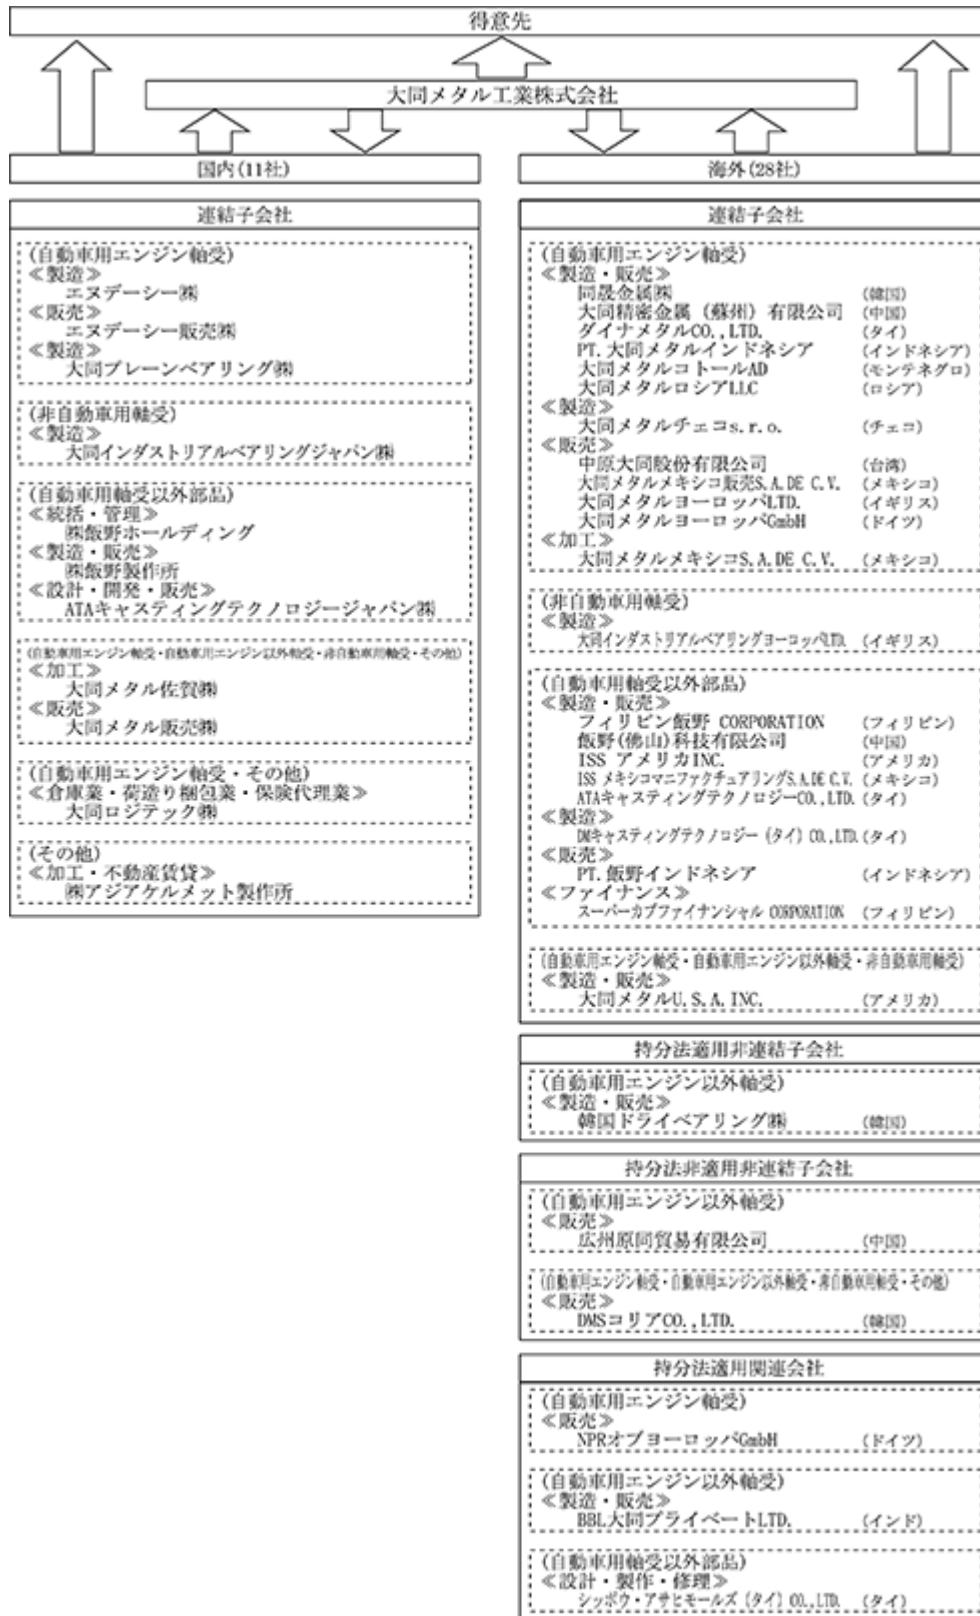 得意先
大同メタル工業株式会社
国内(11社)
連結子会社
(自動車用エンジン軸受)
≪製造≫
エヌデーシー㈱
≪販売≫
エヌデーシー販売㈱
≪製造≫
大同プレーンベアリング㈱
(非自動車用軸受)
≪製造≫
大同インダストリアルベアリングジャパン㈱
(自動車用軸受以外部品)
≪統括・管理≫
㈱飯野ホールディング
≪製造・販売≫
㈱飯野製作所
≪設計・開発・販売≫
ATAキャスティングテクノロジージャパン㈱
(自動車用エンジン軸受・自動車用エンジン以外軸受・非自動車用軸受・その他)
≪加工≫
大同メタル佐賀㈱
≪販売≫
大同メタル販売㈱
(自動車用エンジン軸受・その他)
≪倉庫業・荷造り梱包業・保険代理業≫
大同ロジテック㈱
(その他)
≪加工・不動産賃貸≫
㈱アジアケルメット製作所
海外(28社)
連結子会社
(自動車用エンジン軸受)
≪製造・販売≫
同晟金属㈱ (韓国)
大同精密金属(蘇州)有限公司 (中国)
ダイナメタルCO.,LTD. (タイ)
PT.大同メタルインドネシア (インドネシア)
大同メタルコトールAD (モンテネグロ)
大同メタルロシアLLC (ロシア)
≪製造≫
大同メタルチェコs.r.o. (チェコ)
≪販売≫
中原大同股份有限公司 (台湾)
大同メタルメキシコ販売S.A.DE C.V. (メキシコ)
大同メタルヨーロッパLTD. (イギリス)
大同メタルヨーロッパGmbH (ドイツ)
≪加工≫
大同メタルメキシコS.A.DE C.V. (メキシコ)
(非自動車用軸受)
≪製造≫
大同インダストリアルベアリングヨーロッパLTD. (イギリス)
(自動車用軸受以外部品)
≪製造・販売≫
フィリピン飯野 CORPORATION (フィリピン)
飯野(佛山)科技有限公司 (中国)
ISS アメリカINC. (アメリカ)
ISS メキシコマニファクチュアリングS.A.DE C.V. (メキシコ)
ATAキャスティングテクノロジーCO.,LTD. (タイ)
≪製造≫
DMキャスティングテクノロジー(タイ)CO.,LTD. (タイ)
≪販売≫
PT.飯野インドネシア (インドネシア)
≪ファイナンス≫
スーパーカブファイナンシャル CORPORATION (フィリピン)
(自動車用エンジン軸受・自動車用エンジン以外軸受・非自動車用軸受)
≪製造・販売≫
大同メタルU.S.A.INC. (アメリカ)
持分法適用非連結子会社
(自動車用エンジン以外軸受)
≪製造・販売≫
韓国ドライベアリング㈱ (韓国)
持分法非適用非連結子会社
(自動車用エンジン以外軸受)
≪販売≫
広州原同貿易有限公司 (中国)
(自動車用エンジン軸受・自動車用エンジン以外軸受・非自動車用軸受・その他)
≪販売≫
DMSコリアCO.,LTD. (韓国)
持分法適用関連会社
(自動車用エンジン軸受)
≪販売≫
NPRオブヨーロッパGmbH (ドイツ)
(自動車用エンジン以外軸受)
≪製造・販売≫
BBL大同プライベートLTD. (インド)
(自動車用軸受以外部品)
≪設計・製作・修理≫
シッポウ・アサヒモールズ(タイ)CO.,LTD. (タイ)